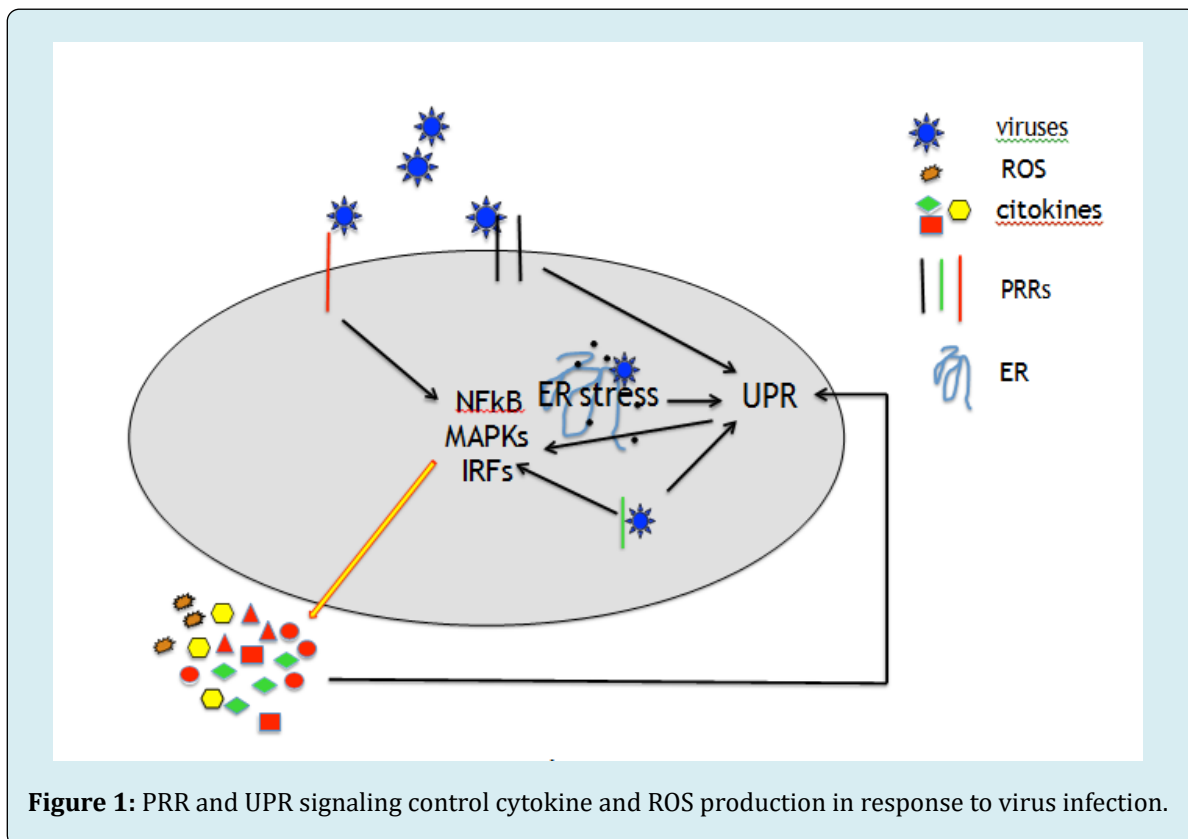 viruses
ROS
citokines
PRRs
ER
ER stress
UPR
NFkB
MAPKs
IRFs
Figure 1: PRR and UPR signaling control cytokine and ROS production in response to virus infection.